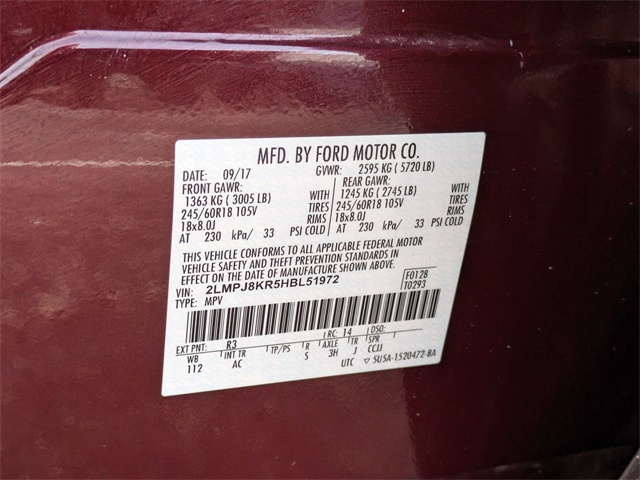 MFD. BY FORD MOTOR CO.
DATE: 09/17 GVWR: 2595 KG ( 5720 LB)
FRONT GAWR: REAR GAWR:
1363 KG ( 3005 LB) WITH 1245 KG ( 2745 LB) WITH
245/60R18 105V TIRES 245/60R18 105V TIRES
18x8.0J RIMS 18x8.0J RIMS
AT 230 kPa/ 33 PSI COLD AT 230 kPa/ 33 PSI COLD
THIS VEHICLE CONFORMS TO ALL APPLICABLE FEDERAL MOTOR
VEHICLE SAFETY AND THEFT PREVENTION STANDARDS IN
EFFECT ON THE DATE OF MANUFACTURE SHOWN ABOVE.
VIN: 2LMPJ8KR5HBL51972 F0128
TYPE: MPV T0293
EXT PNT: R3 RC: 14 DSO:
WB INT TR TP/PS R AXLE TR SPR
112 AC S 3H J CCJJ
UTC ▽5U5A-1520472-BA